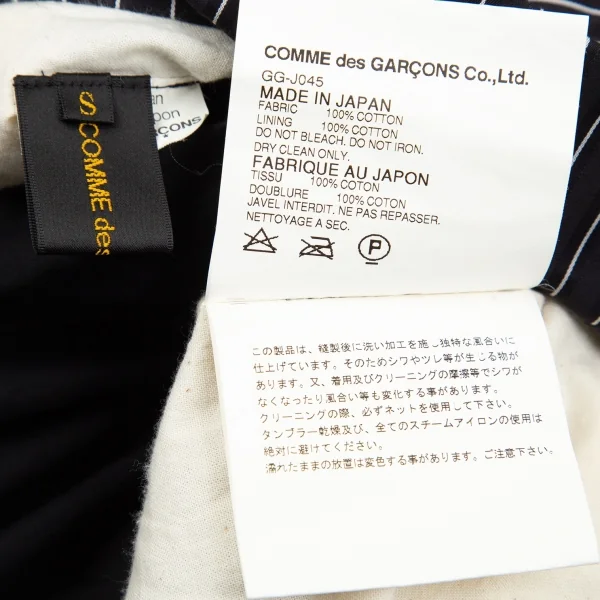 COMME des GARÇONS Co.,Ltd.
GG-J045
MADE IN JAPAN
FABRIC 100% COTTON
LINING 100% COTTON
DO NOT BLEACH. DO NOT IRON.
DRY CLEAN ONLY.
FABRIQUE AU JAPON
TISSU 100% COTON
DOUBLURE 100% COTON
JAVEL INTERDIT. NE PAS REPASSER.
NETTOYAGE A SEC.
P
この製品は、縫製後に洗い加工を施し独特な風合いに
仕上げています。そのためシワやツレ等が生じる物が
あります。又、着用及びクリーニングの摩擦等でシワが
なくなったり風合い等も変化する事があります。
クリーニングの際、必ずネットを使用して下さい。
タンブラー乾燥及び、全てのスチームアイロンの使用は
絶対に避けてください。
濡れたままの放置は変色する事があります。ご注意下さい。
S
COMME des
GARÇONS